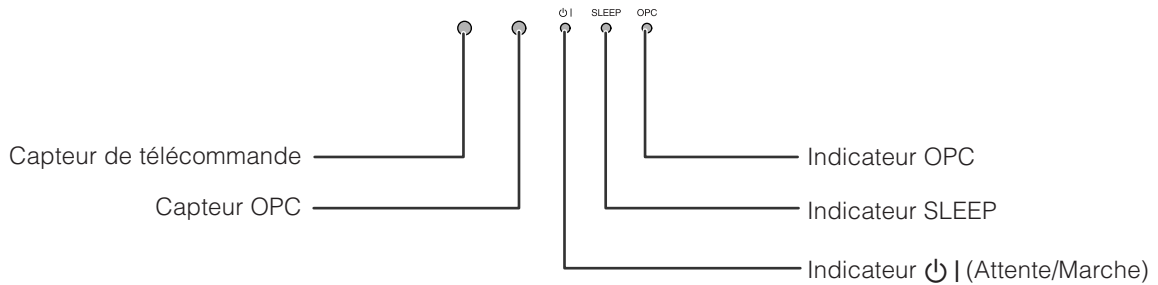 ⏻ | SLEEP OPC
Capteur de télécommande
Indicateur OPC
Capteur OPC
Indicateur SLEEP
Indicateur ⏻ | (Attente/Marche)